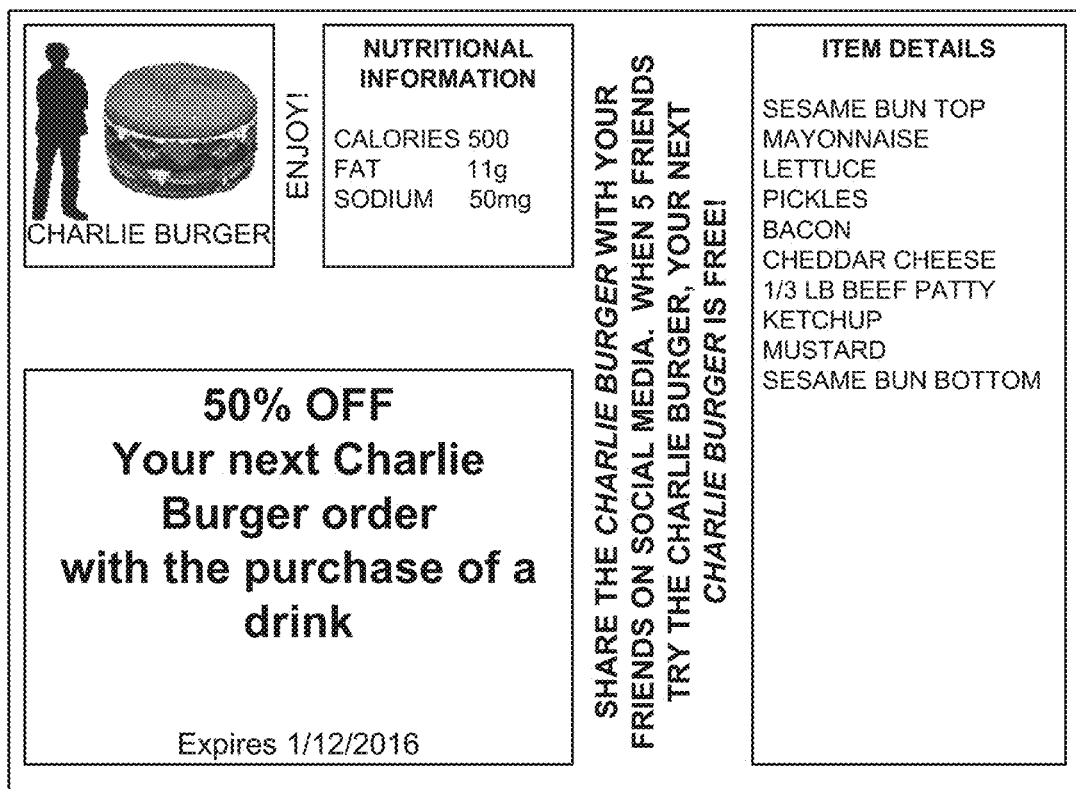 CHARLIE BURGER
ENJOY!
NUTRITIONAL
INFORMATION
CALORIES 500
FAT 11g
SODIUM 50mg
50% OFF
Your next Charlie
Burger order
with the purchase of a
drink
Expires 1/12/2016
SHARE THE CHARLIE BURGER WITH YOUR
FRIENDS ON SOCIAL MEDIA. WHEN 5 FRIENDS
TRY THE CHARLIE BURGER, YOUR NEXT
CHARLIE BURGER IS FREE!
ITEM DETAILS
SESAME BUN TOP
MAYONNAISE
LETTUCE
PICKLES
BACON
CHEDDAR CHEESE
1/3 LB BEEF PATTY
KETCHUP
MUSTARD
SESAME BUN BOTTOM